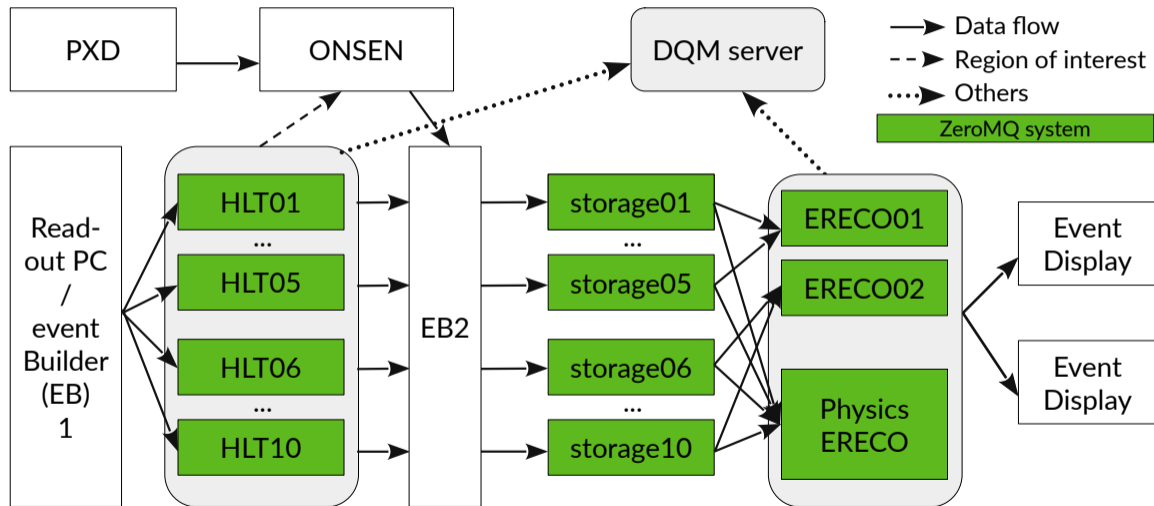 PXD
ONSEN
DQM server
Data flow
Region of interest
Others
ZeroMQ system
Read-
out PC
/
event
Builder
(EB)
1
HLT01
...
HLT05
HLT06
...
HLT10
EB2
storage01
...
storage05
storage06
...
storage10
ERECO01
ERECO02
Physics
ERECO
Event
Display
Event
Display